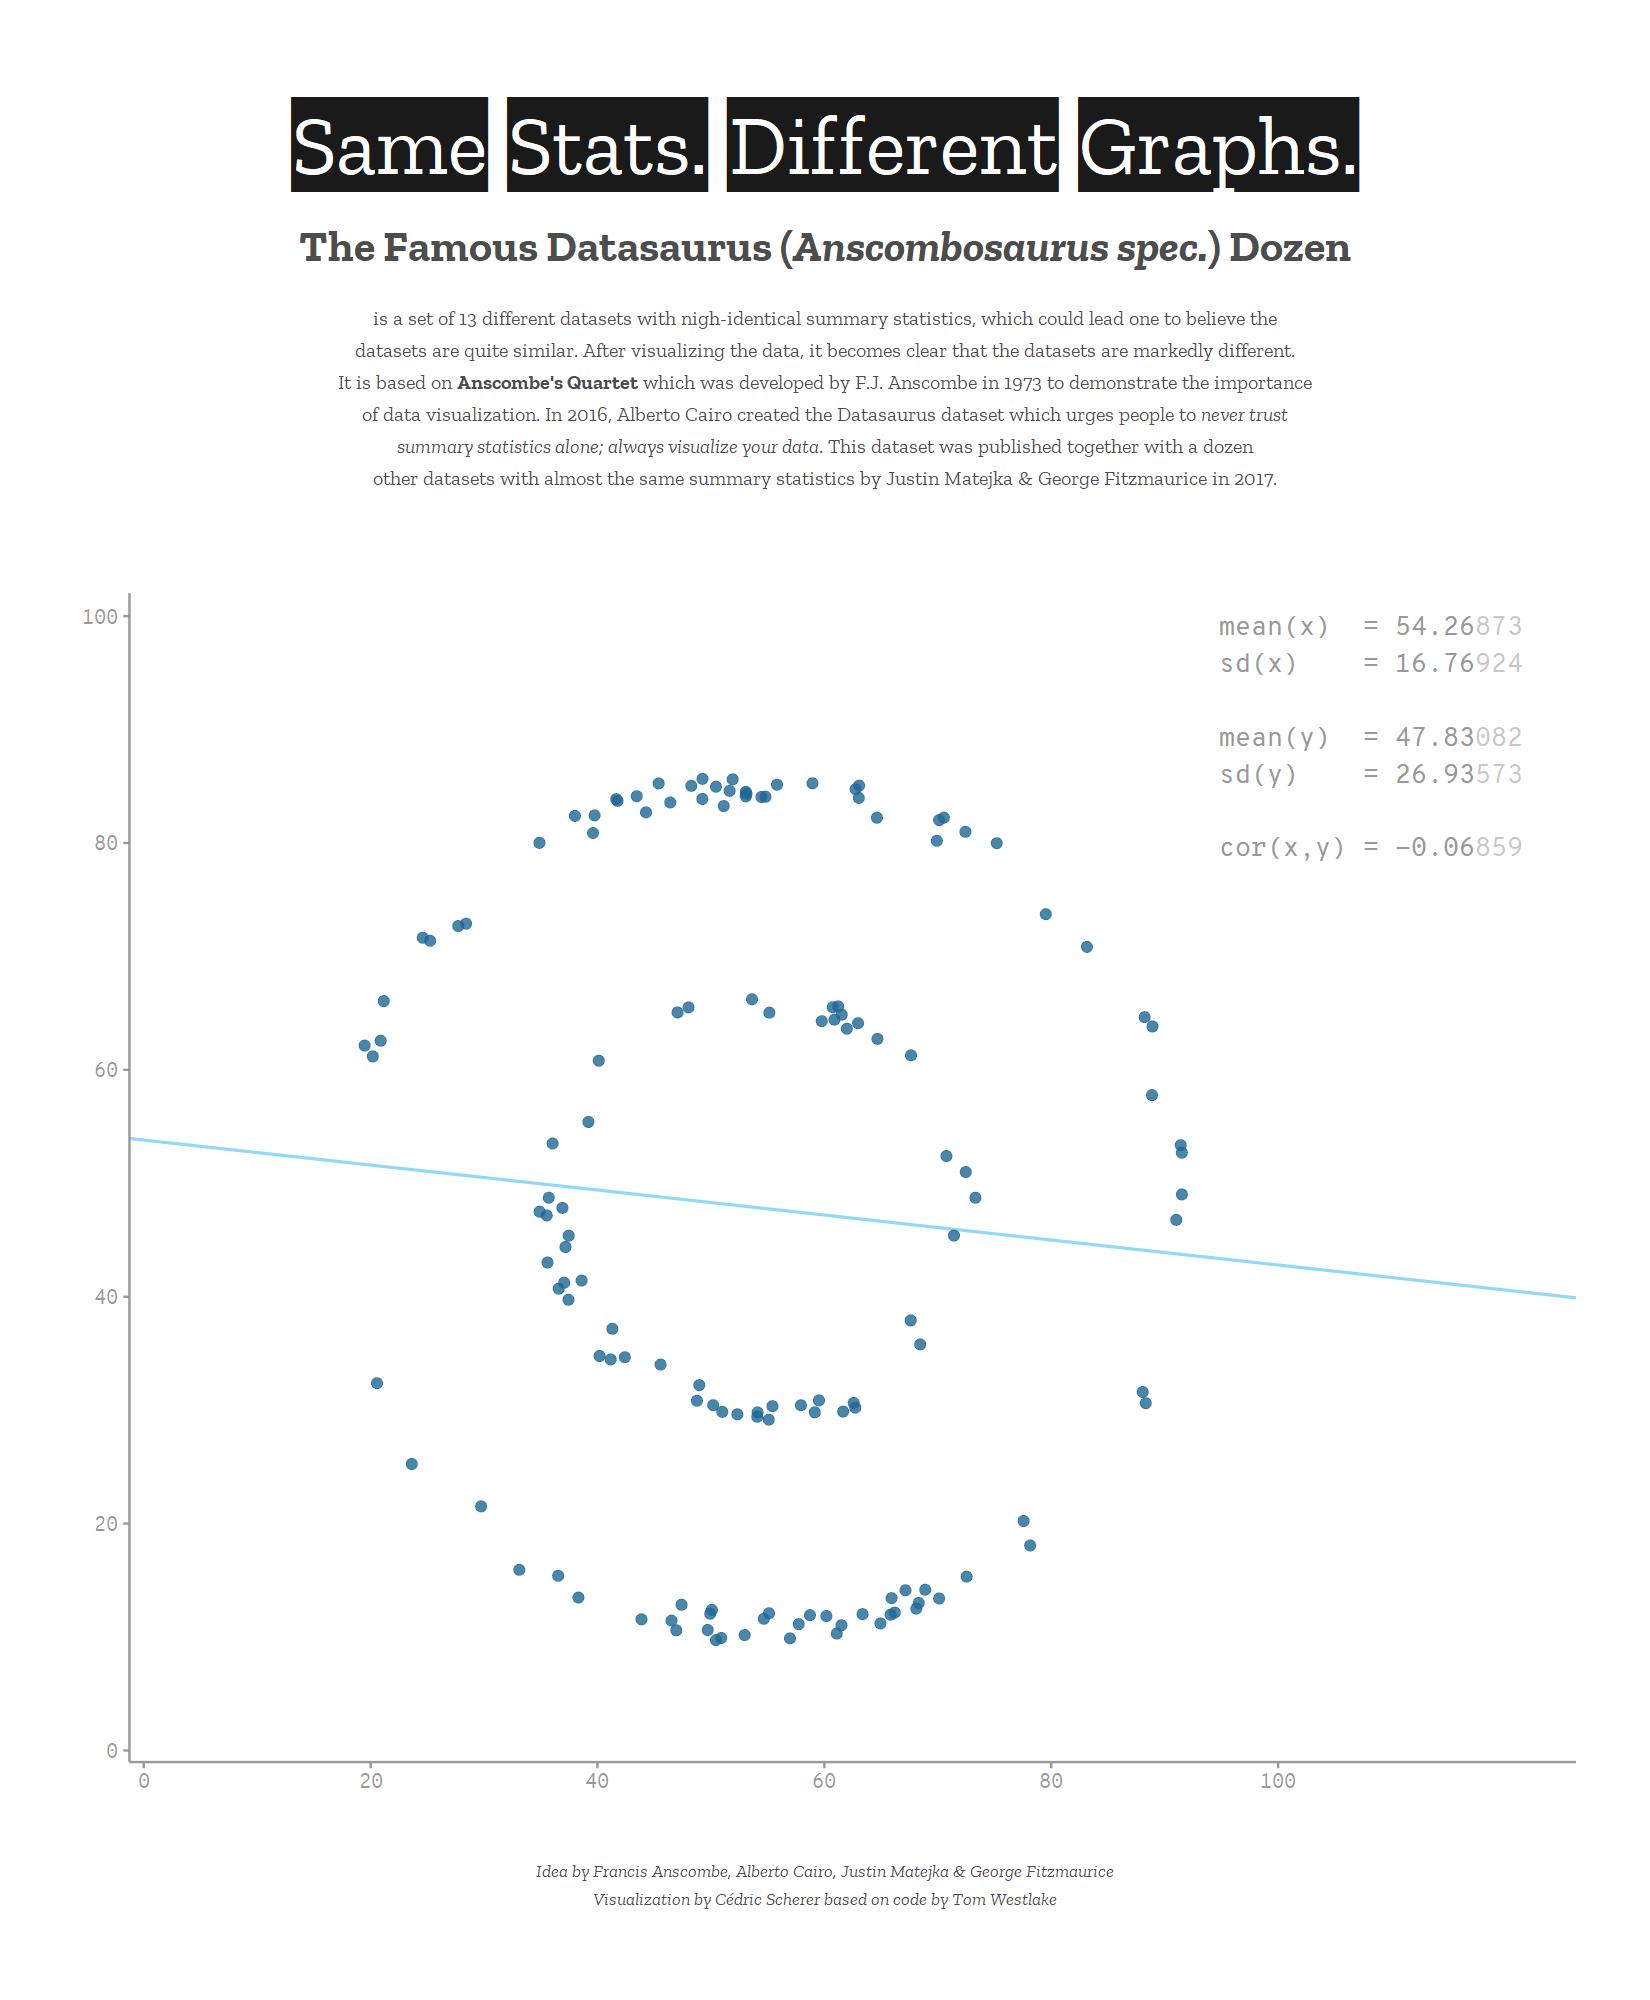 Same Stats. Different Graphs.
The Famous Datasaurus (Anscombosaurus spec.) Dozen
is a set of 13 different datasets with nigh-identical summary statistics, which could lead one to believe the
datasets are quite similar. After visualizing the data, it becomes clear that the datasets are markedly different.
It is based on Anscombe's Quartet which was developed by F.J. Anscombe in 1973 to demonstrate the importance
of data visualization. In 2016, Alberto Cairo created the Datasaurus dataset which urges people to never trust
summary statistics alone; always visualize your data. This dataset was published together with a dozen
other datasets with almost the same summary statistics by Justin Matejka & George Fitzmaurice in 2017.
mean(x) = 54.26873
sd(x) = 16.76924
mean(y) = 47.83082
sd(y) = 26.93573
cor(x,y) = −0.06859
100
80
60
40
20
0
0 20 40 60 80 100
Idea by Francis Anscombe, Alberto Cairo, Justin Matejka & George Fitzmaurice
Visualization by Cédric Scherer based on code by Tom Westlake